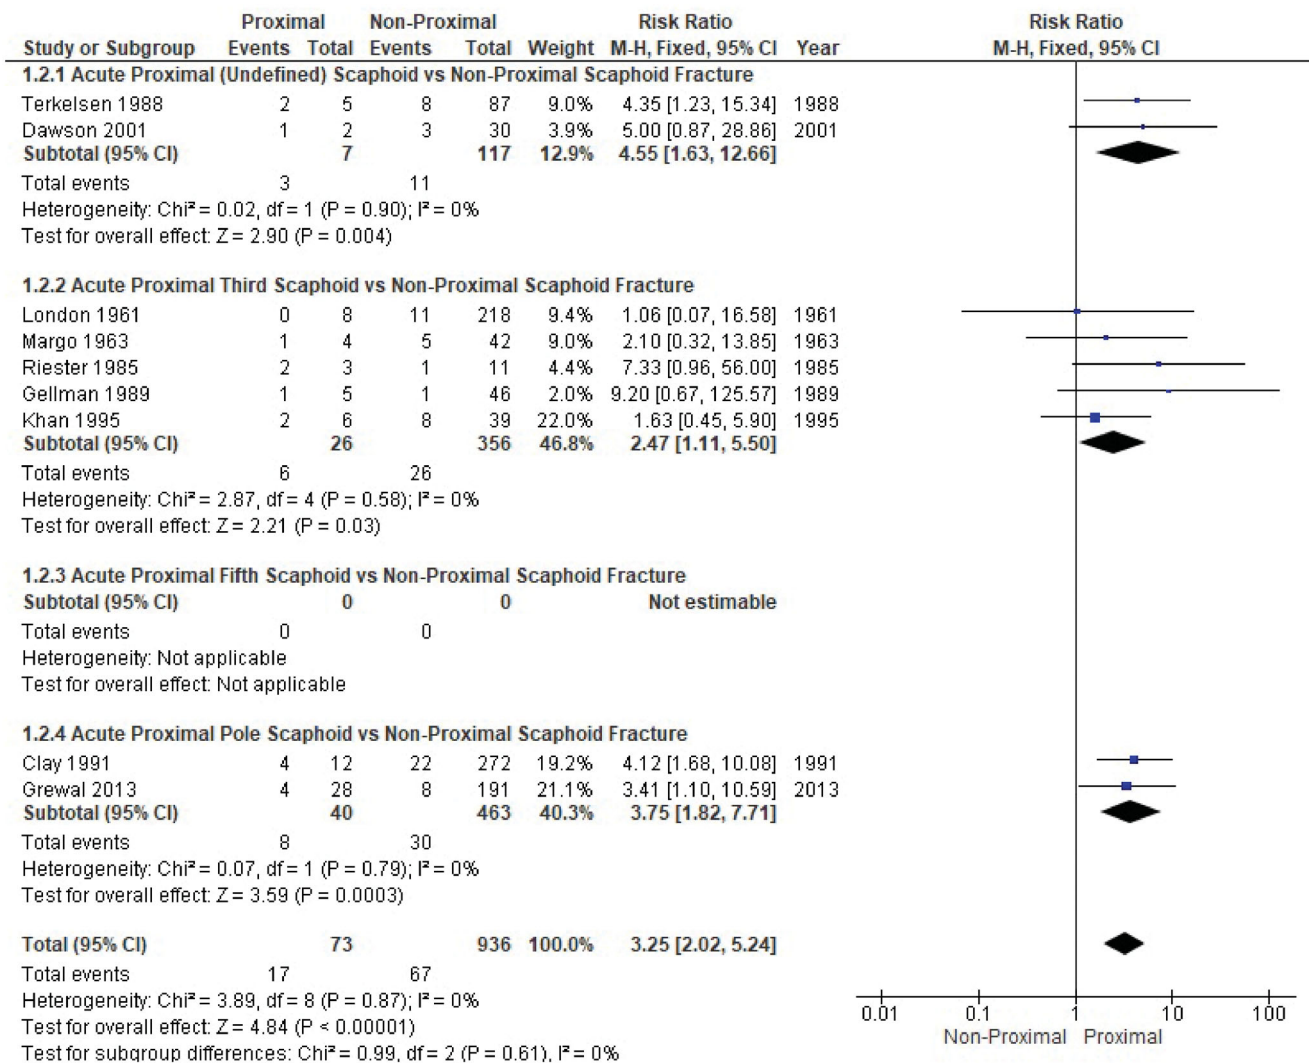 Proximal Non-Proximal Risk Ratio Risk Ratio
Study or Subgroup Events Total Events Total Weight M-H, Fixed, 95% CI Year M-H, Fixed, 95% CI
1.2.1 Acute Proximal (Undefined) Scaphoid vs Non-Proximal Scaphoid Fracture
Terkelsen 1988 2 5 8 87 9.0% 4.35 [1.23, 15.34] 1988
Dawson 2001 1 2 3 30 3.9% 5.00 [0.87, 28.86] 2001
Subtotal (95% CI) 7 117 12.9% 4.55 [1.63, 12.66]
Total events 3 11
Heterogeneity: Chi² = 0.02, df = 1 (P = 0.90); I² = 0%
Test for overall effect: Z = 2.90 (P = 0.004)
1.2.2 Acute Proximal Third Scaphoid vs Non-Proximal Scaphoid Fracture
London 1961 0 8 11 218 9.4% 1.06 [0.07, 16.58] 1961
Margo 1963 1 4 5 42 9.0% 2.10 [0.32, 13.85] 1963
Riester 1985 2 3 1 11 4.4% 7.33 [0.96, 56.00] 1985
Gellman 1989 1 5 1 46 2.0% 9.20 [0.67, 125.57] 1989
Khan 1995 2 6 8 39 22.0% 1.63 [0.45, 5.90] 1995
Subtotal (95% CI) 26 356 46.8% 2.47 [1.11, 5.50]
Total events 6 26
Heterogeneity: Chi² = 2.87, df = 4 (P = 0.58); I² = 0%
Test for overall effect: Z = 2.21 (P = 0.03)
1.2.3 Acute Proximal Fifth Scaphoid vs Non-Proximal Scaphoid Fracture
Subtotal (95% CI) 0 0 Not estimable
Total events 0 0
Heterogeneity: Not applicable
Test for overall effect: Not applicable
1.2.4 Acute Proximal Pole Scaphoid vs Non-Proximal Scaphoid Fracture
Clay 1991 4 12 22 272 19.2% 4.12 [1.68, 10.08] 1991
Grewal 2013 4 28 8 191 21.1% 3.41 [1.10, 10.59] 2013
Subtotal (95% CI) 40 463 40.3% 3.75 [1.82, 7.71]
Total events 8 30
Heterogeneity: Chi² = 0.07, df = 1 (P = 0.79); I² = 0%
Test for overall effect: Z = 3.59 (P = 0.0003)
Total (95% CI) 73 936 100.0% 3.25 [2.02, 5.24]
Total events 17 67
Heterogeneity: Chi² = 3.89, df = 8 (P = 0.87); I² = 0%
Test for overall effect: Z = 4.84 (P < 0.00001)
Test for subgroup differences: Chi² = 0.99, df = 2 (P = 0.61), I² = 0%
0.01 0.1 1 10 100
Non-Proximal Proximal